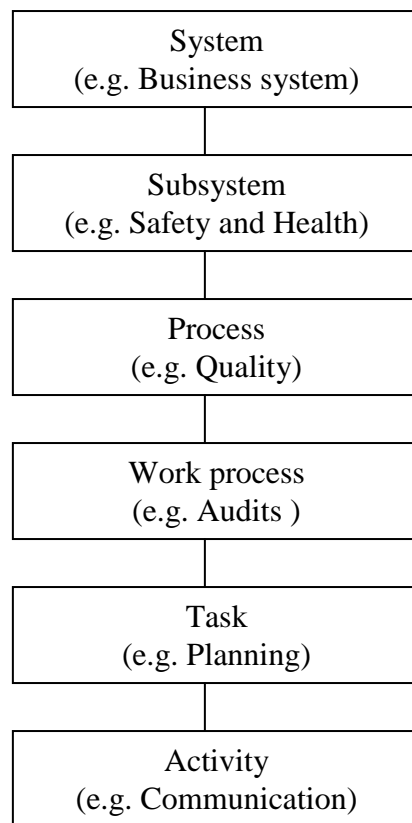 System
(e.g. Business system)
Subsystem
(e.g. Safety and Health)
Process
(e.g. Quality)
Work process
(e.g. Audits )
Task
(e.g. Planning)
Activity
(e.g. Communication)